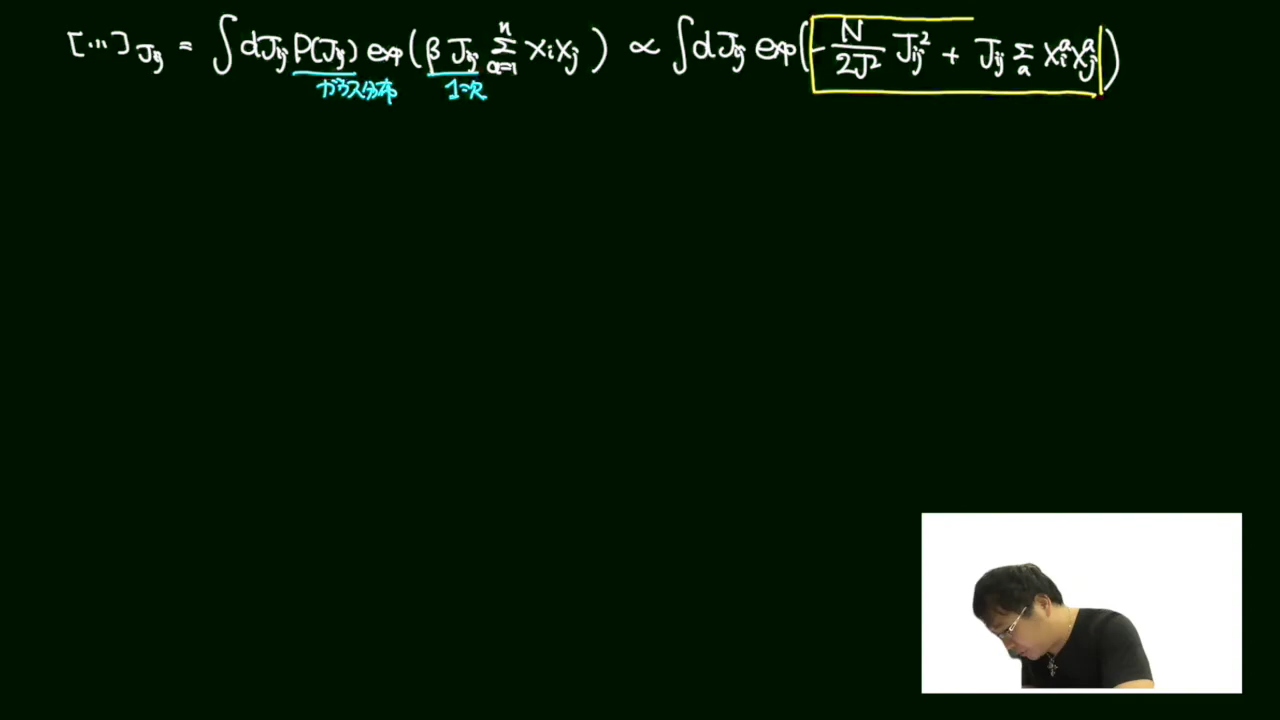 [...]_{J_{ij}} = ∫dJ_{ij} P(J_{ij}) exp(β J_{ij} Σ_{a=1}^{n} x_i x_j) ∝ ∫dJ_{ij} exp(-N/2J² J_{ij}² + J_{ij} Σ_a x_i^a x_j^a)
ガウス分布 1次